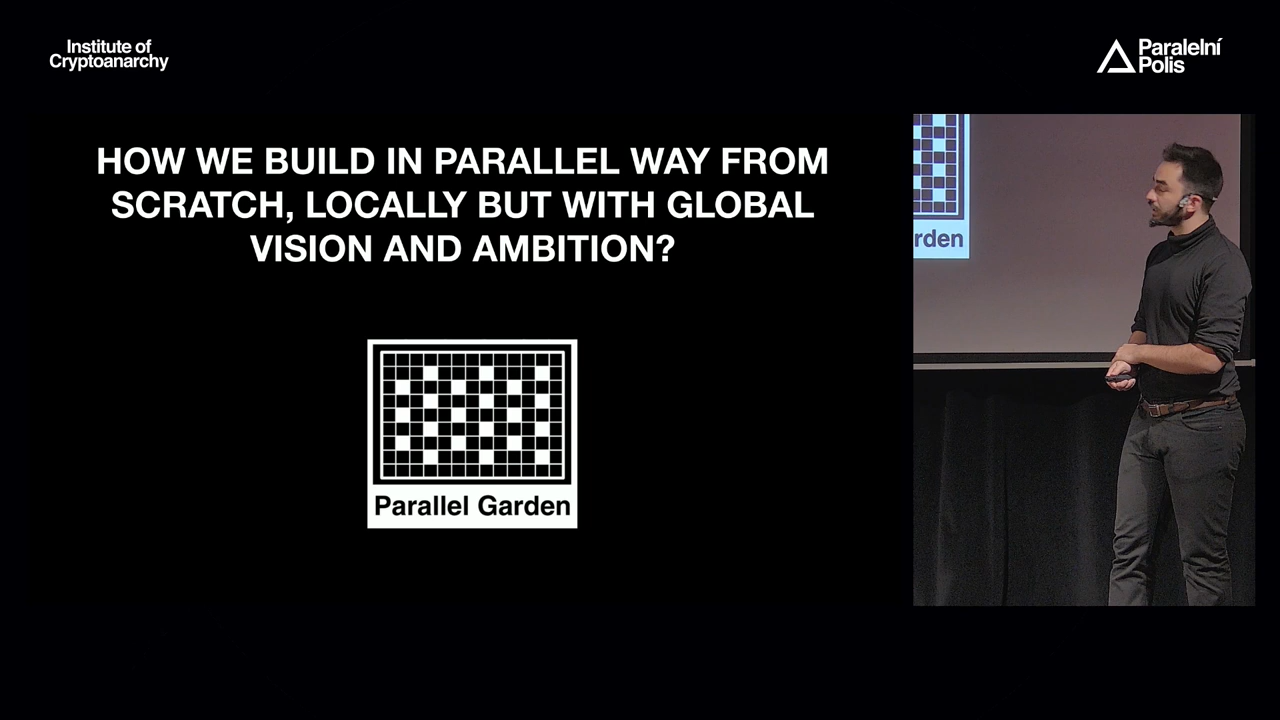 Institute of
Cryptoanarchy
Paralelní
Polis
HOW WE BUILD IN PARALLEL WAY FROM
SCRATCH, LOCALLY BUT WITH GLOBAL
VISION AND AMBITION?
Parallel Garden
rden